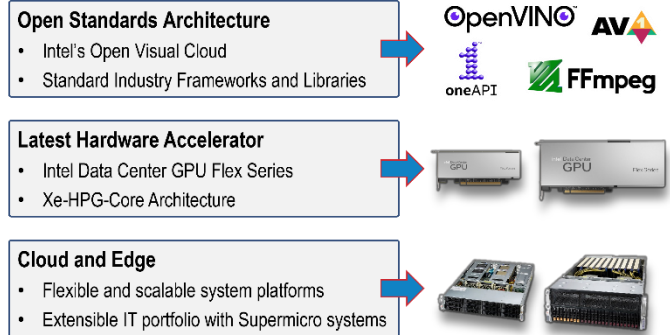 Open Standards Architecture
• Intel's Open Visual Cloud
• Standard Industry Frameworks and Libraries
OpenVINO
AV1
oneAPI
FFmpeg
Latest Hardware Accelerator
• Intel Data Center GPU Flex Series
• Xe-HPG-Core Architecture
GPU
Data Center
GPU
Flex Series
Cloud and Edge
• Flexible and scalable system platforms
• Extensible IT portfolio with Supermicro systems